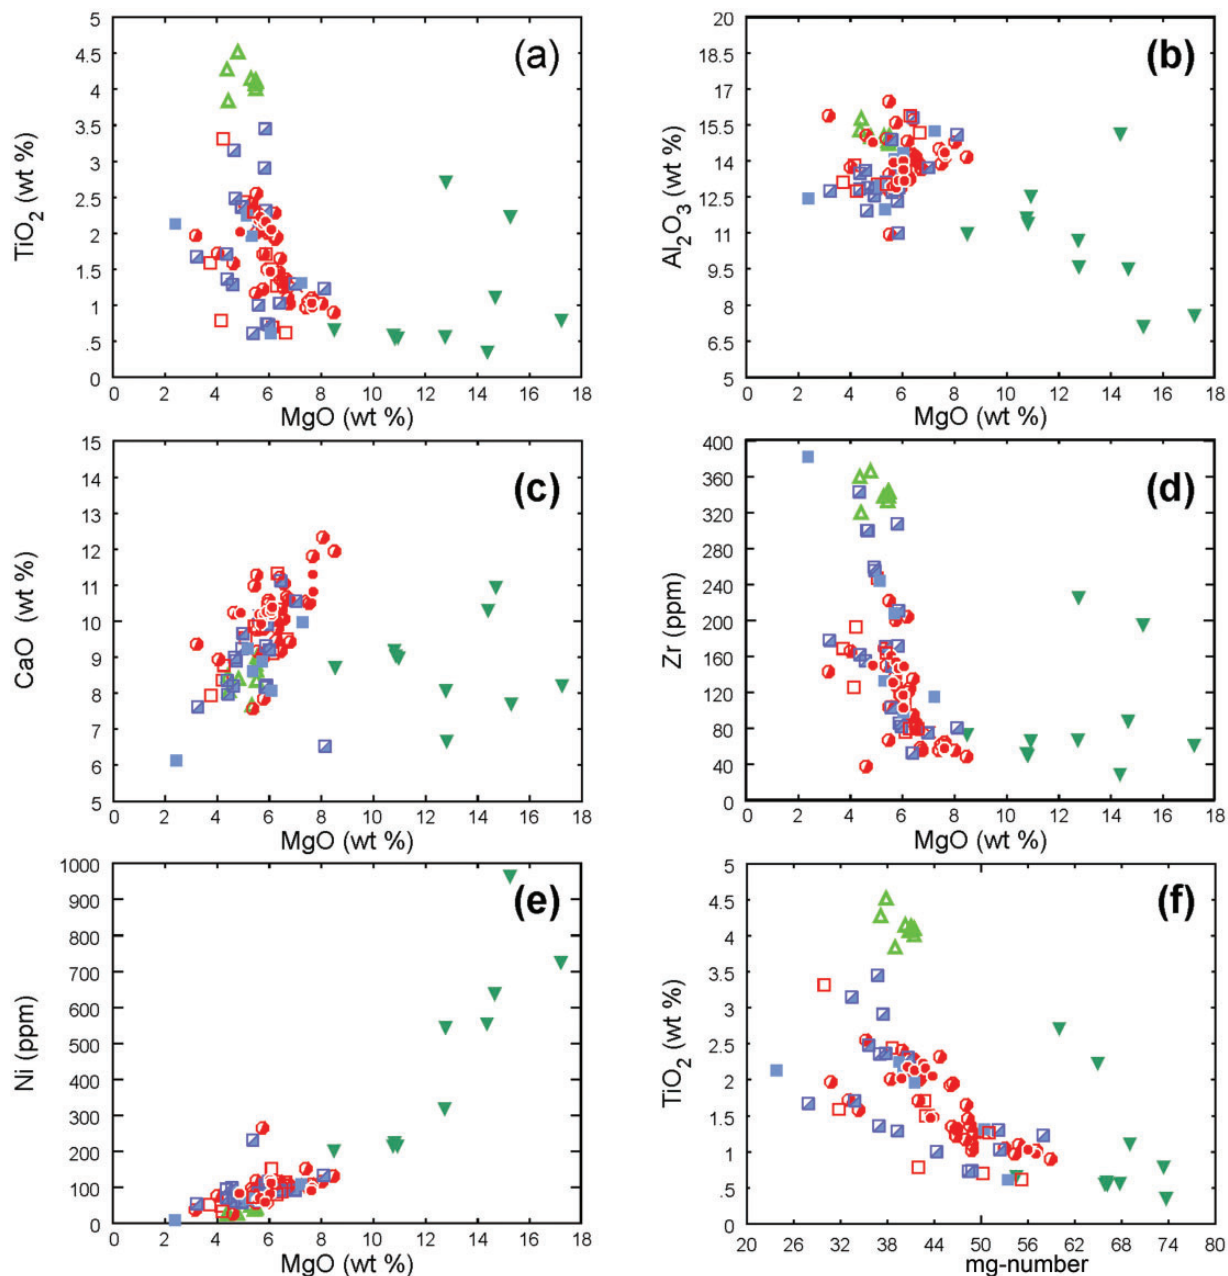 5
4.5
4
3.5
3
2.5
2
1.5
1
.5
0
TiO2 (wt %)
(a)
0 2 4 6 8 10 12 14 16 18
MgO (wt %)
20
18.5
17
15.5
14
12.5
11
9.5
8
6.5
5
Al2O3 (wt %)
(b)
0 2 4 6 8 10 12 14 16 18
MgO (wt %)
15
14
13
12
11
10
9
8
7
6
5
CaO (wt %)
(c)
0 2 4 6 8 10 12 14 16 18
MgO (wt %)
400
360
320
280
240
200
160
120
80
40
0
Zr (ppm)
(d)
0 2 4 6 8 10 12 14 16 18
MgO (wt %)
1000
900
800
700
600
500
400
300
200
100
0
Ni (ppm)
(e)
0 2 4 6 8 10 12 14 16 18
MgO (wt %)
5
4.5
4
3.5
3
2.5
2
1.5
1
.5
0
TiO2 (wt %)
(f)
20 26 32 38 44 50 56 62 68 74 80
mg-number